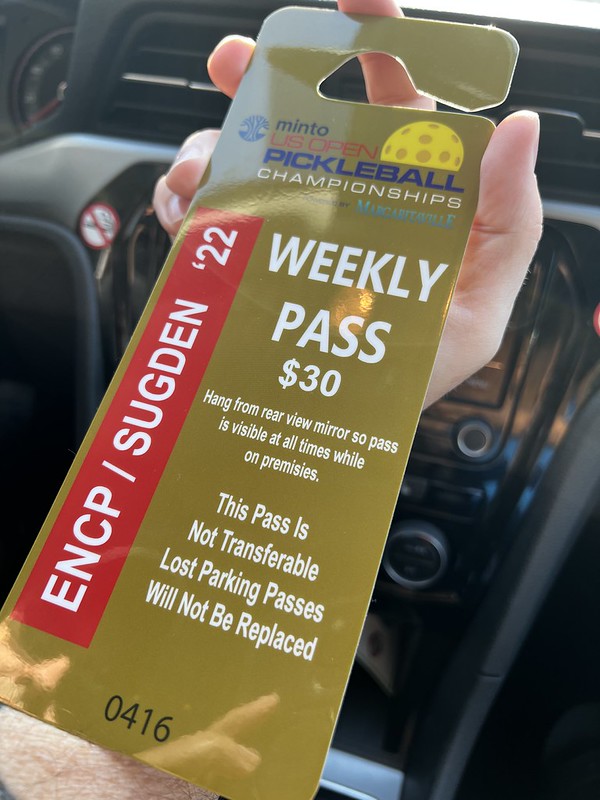 minto
US OPEN
PICKLEBALL
CHAMPIONSHIPS
POWERED BY MARGARITAVILLE
ENCP / SUGDEN '22
WEEKLY
PASS
$30
Hang from rear view mirror so pass
is visible at all times while
on premisies.
This Pass Is
Not Transferable
Lost Parking Passes
Will Not Be Replaced
0416